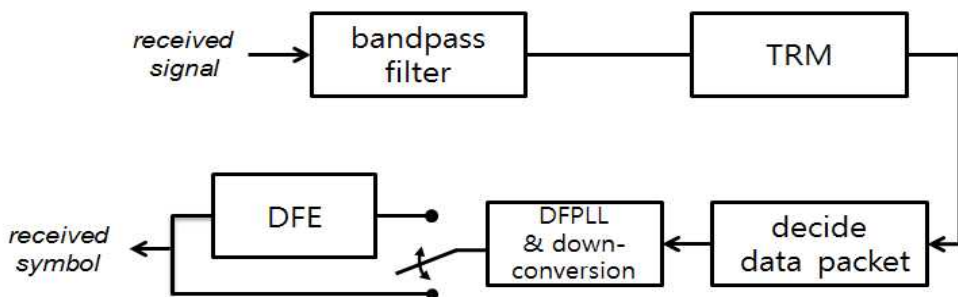 received
signal
bandpass
filter
TRM
DFE
DFPLL
& down-
conversion
decide
data packet
received
symbol